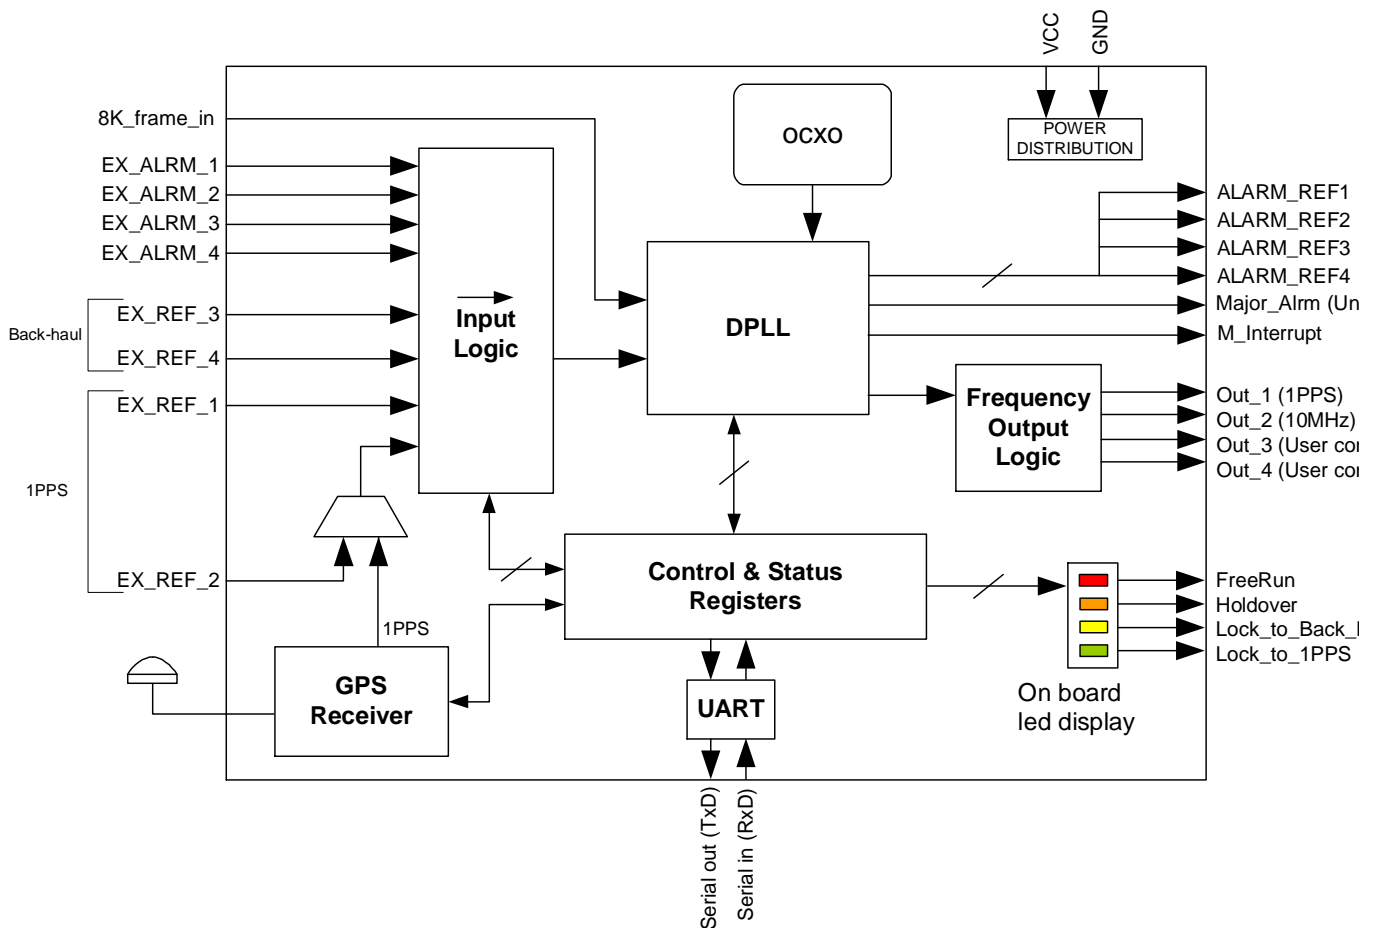 VCC
GND
8K_frame_in
EX_ALRM_1
EX_ALRM_2
EX_ALRM_3
EX_ALRM_4
Back-haul
EX_REF_3
EX_REF_4
1PPS
EX_REF_1
EX_REF_2
1PPS
Input
Logic
OCXO
DPLL
POWER
DISTRIBUTION
ALARM_REF1
ALARM_REF2
ALARM_REF3
ALARM_REF4
Major_Alrm (Un
M_Interrupt
Frequency
Output
Logic
Out_1 (1PPS)
Out_2 (10MHz)
Out_3 (User
Out_4 (User
Control & Status
Registers
GPS
Receiver
UART
FreeRun
Holdover
Lock_to_Back_
Lock_to_1PPS
On board
led display
Serial out (TxD)
Serial in (RxD)